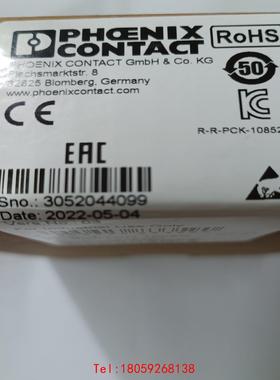 PHŒNIX
CONTACT
RoHS
PHOENIX CONTACT GmbH & Co. KG
Flachsmarktstr. 8
32825 Blomberg, Germany
www.phoenixcontact.com
50
CE
R-R-PCK-10852
EAC
Sno.: 3052044099
Date: 2022-05-04
Tel:18059268138